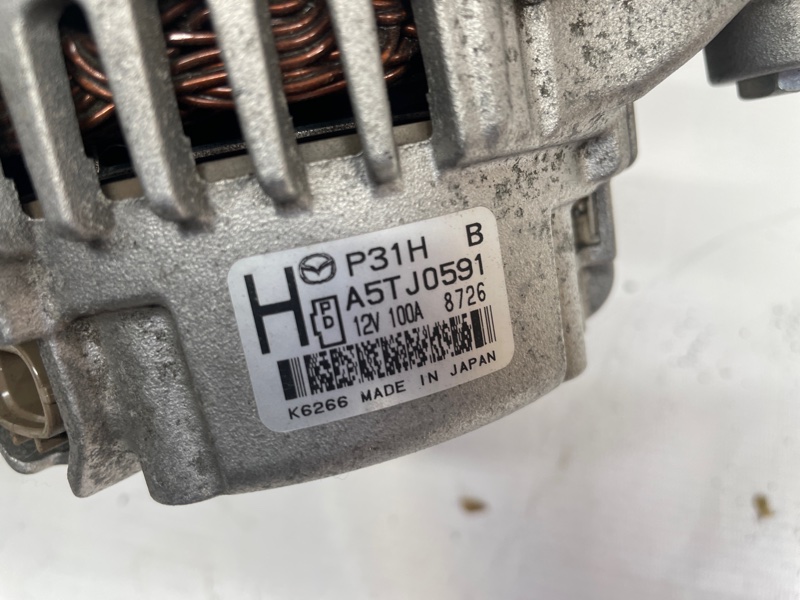 H P31H B
A5TJ0591
P D 12V 100A 8726
K6266 MADE IN JAPAN